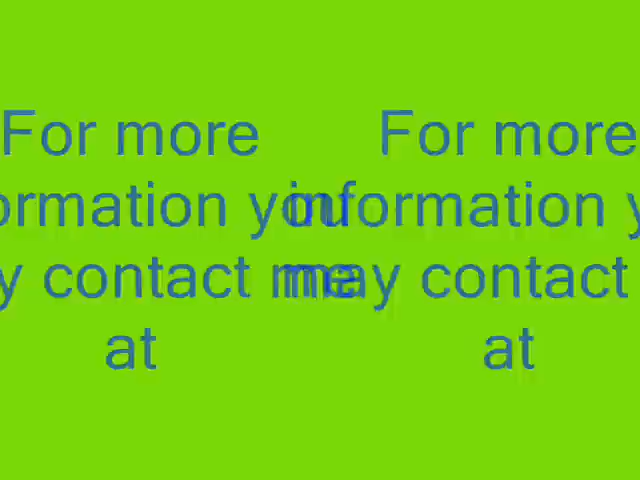 For more For more
ormation you information y
y contact me may contact
at at